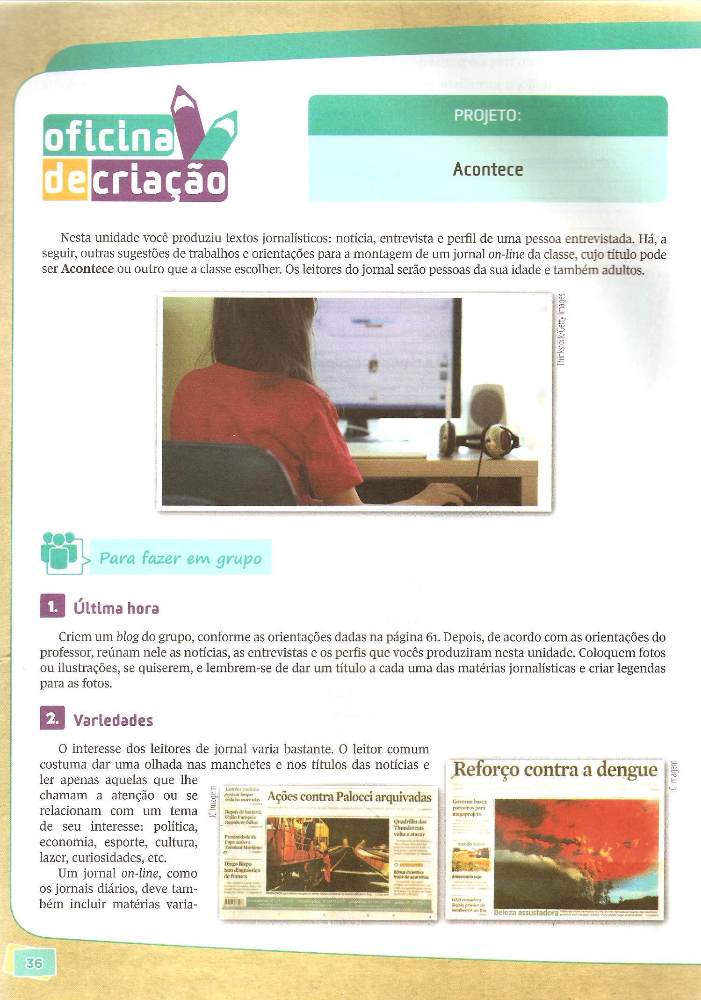 oficina
de criação
PROJETO:
Acontece
Nesta unidade você produziu textos jornalísticos: notícia, entrevista e perfil de uma pessoa entrevistada. Há, a
seguir, outras sugestões de trabalhos e orientações para a montagem de um jornal on-line da classe, cujo título pode
ser Acontece ou outro que a classe escolher. Os leitores do jornal serão pessoas da sua idade e também adultos.
Thinkstock/Getty Images
Para fazer em grupo
1. Última hora
Criem um blog do grupo, conforme as orientações dadas na página 61. Depois, de acordo com as orientações do
professor, reúnam nele as notícias, as entrevistas e os perfis que vocês produziram nesta unidade. Coloquem fotos
ou ilustrações, se quiserem, e lembrem-se de dar um título a cada uma das matérias jornalísticas e criar legendas
para as fotos.
2. Variedades
O interesse dos leitores de jornal varia bastante. O leitor comum
costuma dar uma olhada nas manchetes e nos títulos das notícias e
ler apenas aquelas que lhe
chamam a atenção ou se
relacionam com um tema
de seu interesse: política,
economia, esporte, cultura,
lazer, curiosidades, etc.
Um jornal on-line, como
os jornais diários, deve tam-
bém incluir matérias varia-
JC Imagem
Ladrões paulistas
tentam limpar
células marcadas
Depois de bactéria,
União Europeia
reconhece falhas
Proximidade da
Copa acelera
Terminal Marítimo
Diego Bispo
tem diagnóstico
de fratura
Ações contra Palocci arquivadas
Quadrilha dos
Thundercats
volta a atacar
economia
Bônus incentiva
troca de aparelhos
Reforço contra a dengue
Governo busca
parceiros para
megaprojeto
voz do leitor
Aniversário sujo
OAB considera
ilegais prisões de
bombeiros no Rio
Beleza assustadora
JC Imagem
36